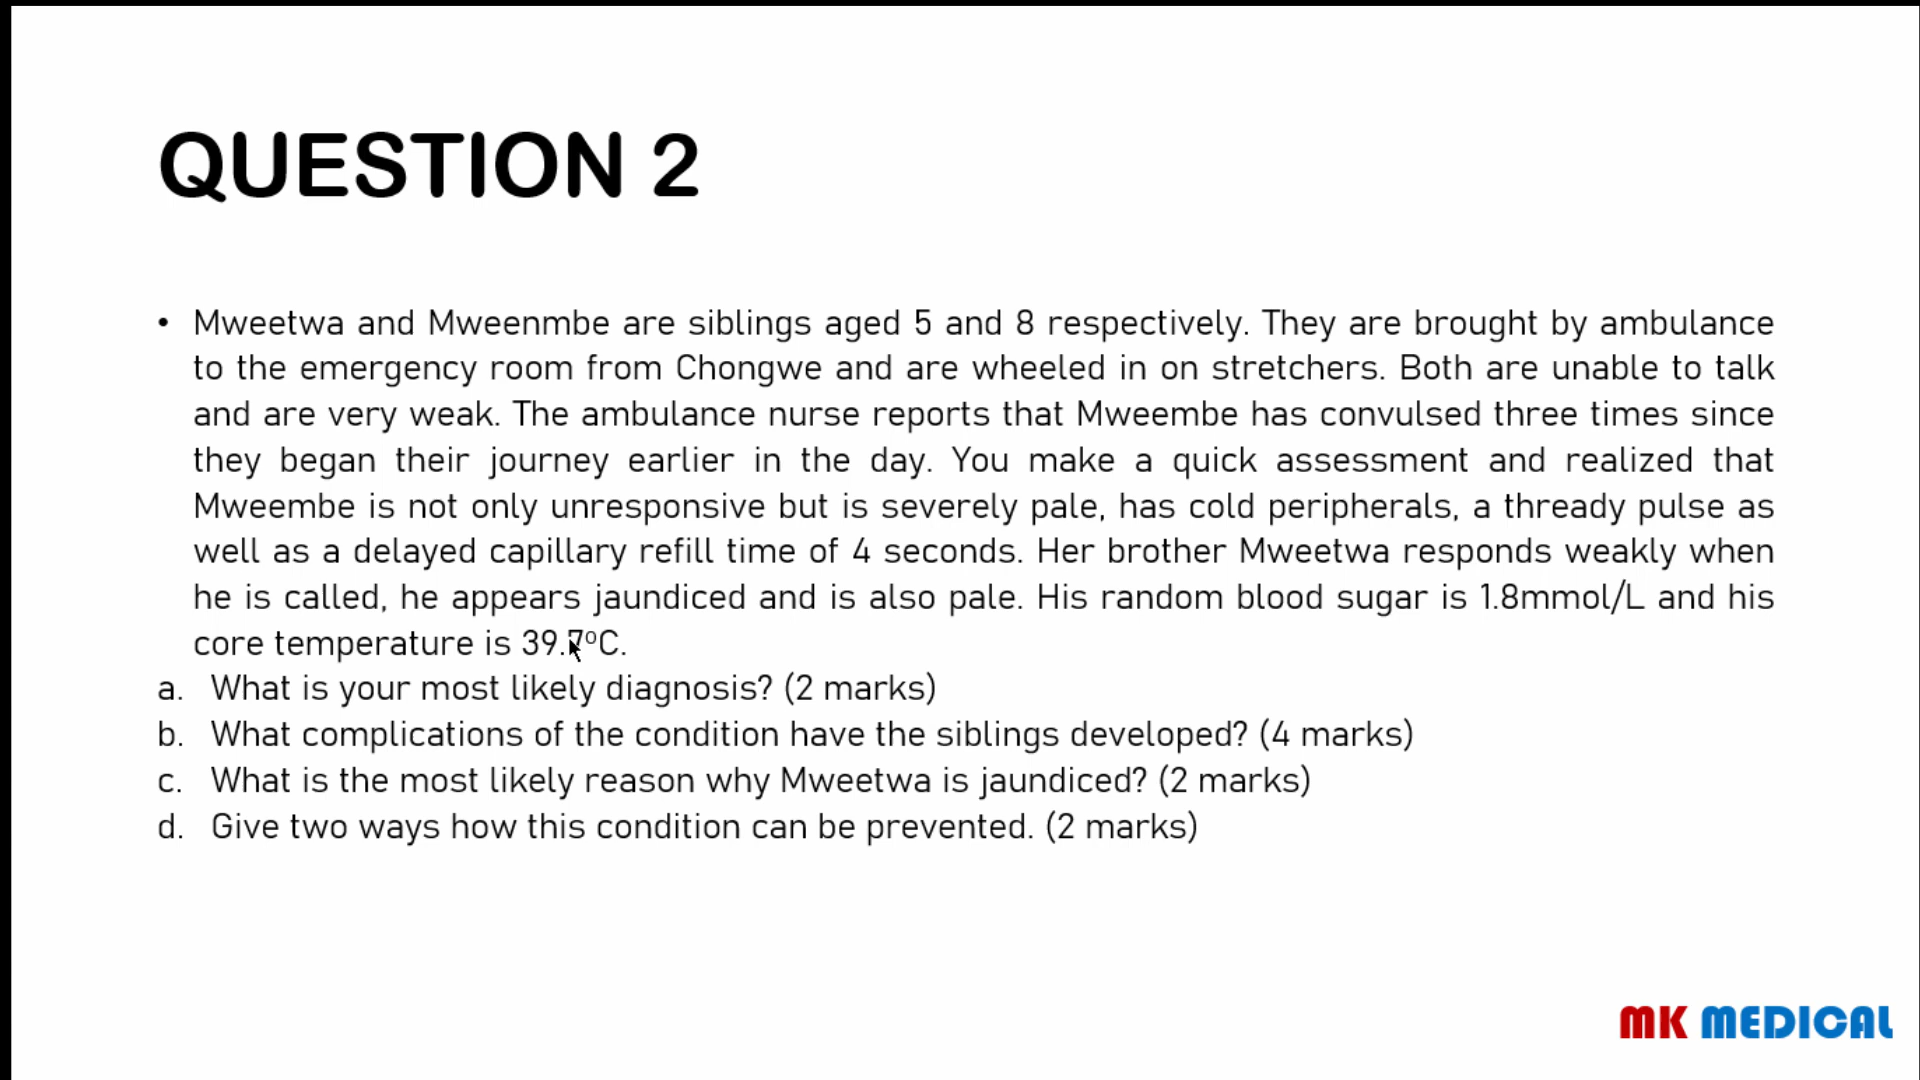 QUESTION 2
• Mweetwa and Mweenmbe are siblings aged 5 and 8 respectively. They are brought by ambulance
to the emergency room from Chongwe and are wheeled in on stretchers. Both are unable to talk
and are very weak. The ambulance nurse reports that Mweembe has convulsed three times since
they began their journey earlier in the day. You make a quick assessment and realized that
Mweembe is not only unresponsive but is severely pale, has cold peripherals, a thready pulse as
well as a delayed capillary refill time of 4 seconds. Her brother Mweetwa responds weakly when
he is called, he appears jaundiced and is also pale. His random blood sugar is 1.8mmol/L and his
core temperature is 39.7⁰C.
a. What is your most likely diagnosis? (2 marks)
b. What complications of the condition have the siblings developed? (4 marks)
c. What is the most likely reason why Mweetwa is jaundiced? (2 marks)
d. Give two ways how this condition can be prevented. (2 marks)
MK MEDICAL